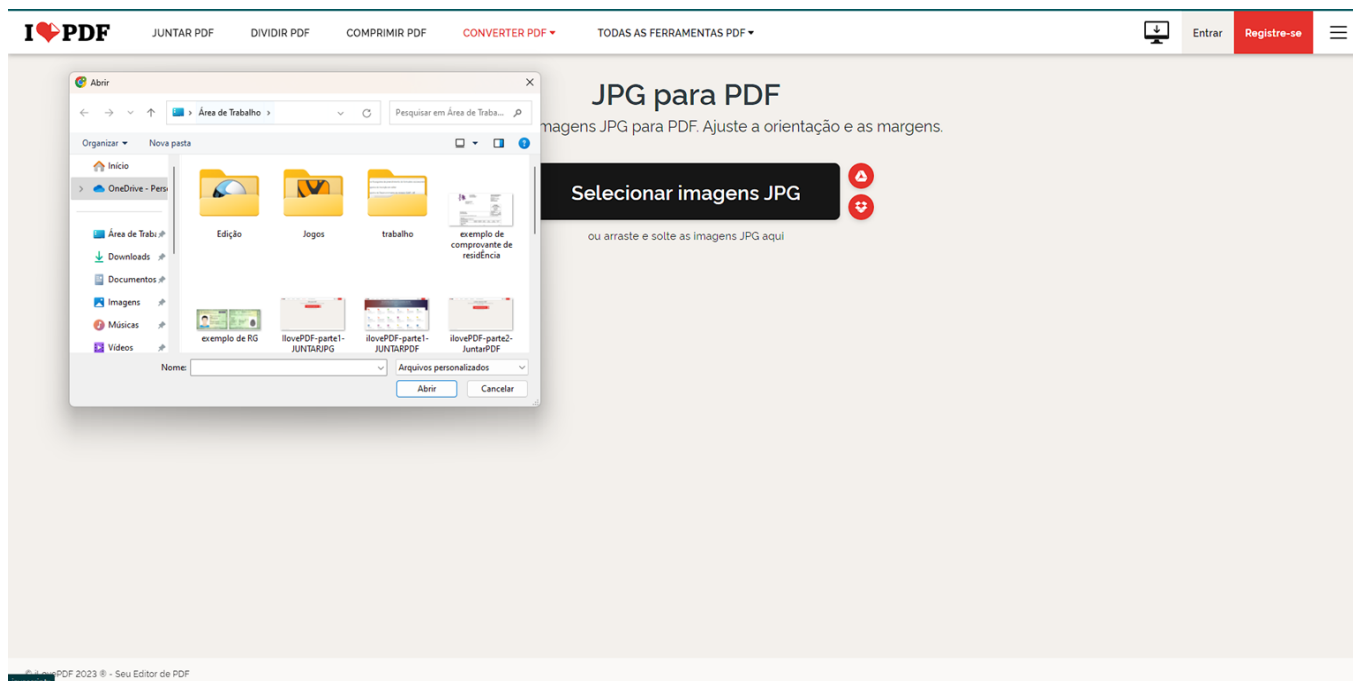 I PDF
JUNTAR PDF
DIVIDIR PDF
COMPRIMIR PDF
CONVERTER PDF
TODAS AS FERRAMENTAS PDF
Entrar
Registre-se
Abrir
Área de Trabalho
Pesquisar em Área de Traba...
Organizar
Nova pasta
Início
OneDrive - Pers
Área de Traba
Downloads
Documentos
Imagens
Músicas
Vídeos
Edição
Jogos
trabalho
exemplo de
comprovante de
residÊncia
exemplo de RG
IlovePDF-parte1-
JUNTARJPG
ilovePDF-parte1-
JUNTARPDF
ilovePDF-parte2-
JuntarPDF
Nome:
Arquivos personalizados
Abrir
Cancelar
JPG para PDF
magens JPG para PDF. Ajuste a orientação e as margens.
Selecionar imagens JPG
ou arraste e solte as imagens JPG aqui
PDF 2023 ® - Seu Editor de PDF